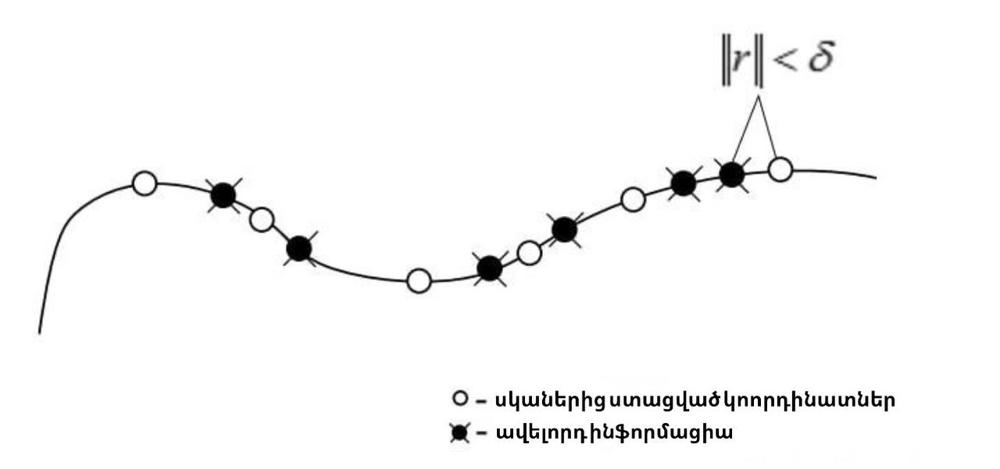 ‖r‖ < δ
– սկաներից ստացված կոորդինատներ
– ավելորդ ինֆորմացիա